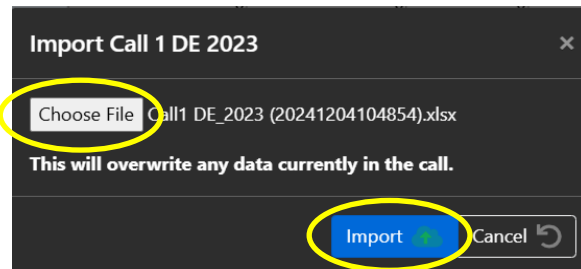 Import Call 1 DE 2023 ×
Choose File Call1 DE_2023 (20241204104854).xlsx
This will overwrite any data currently in the call.
Import Cancel